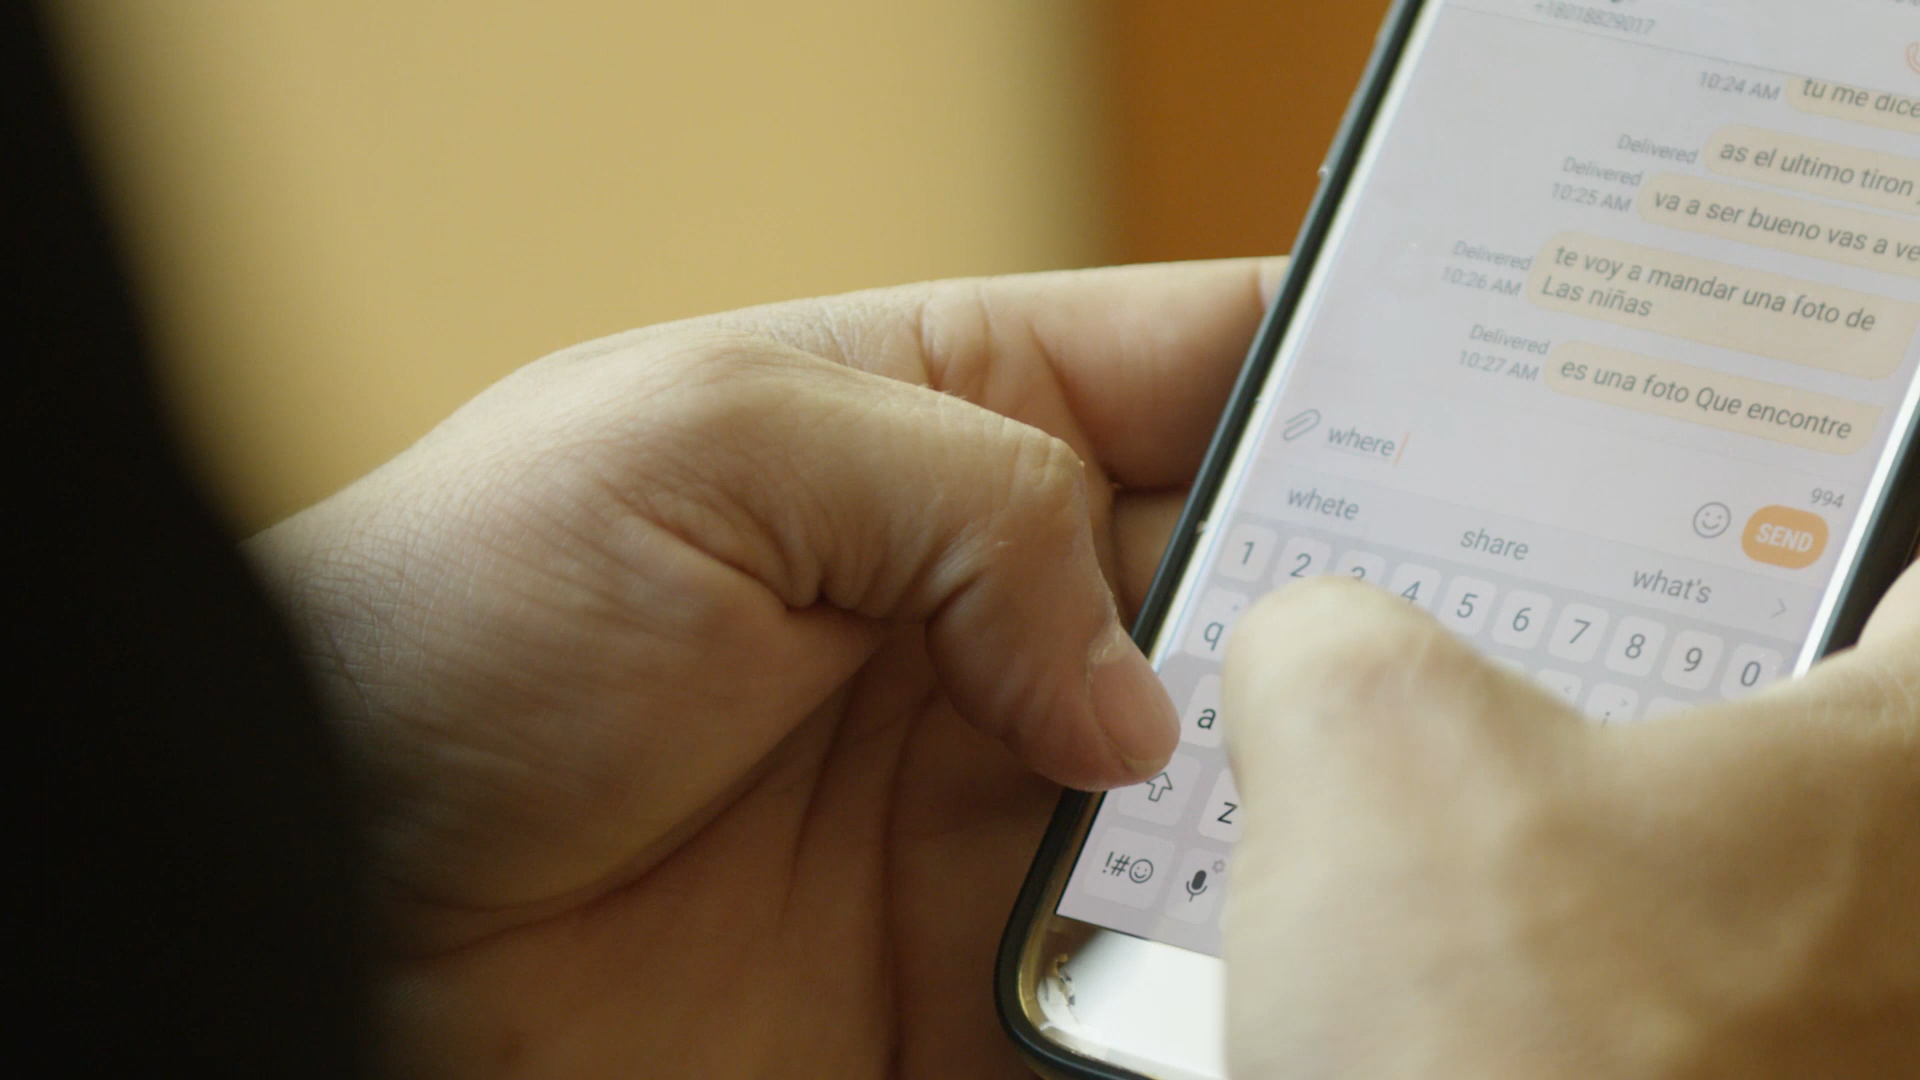 +18018829017
10:24 AM tu me dice
Delivered as el ultimo tiron
Delivered
10:25 AM va a ser bueno vas a ve
Delivered te voy a mandar una foto de
10:26 AM Las niñas
Delivered
10:27 AM es una foto Que encontre
where
994
SEND
whete share what's
1 2 3 4 5 6 7 8 9 0
q
a
z
!#☺